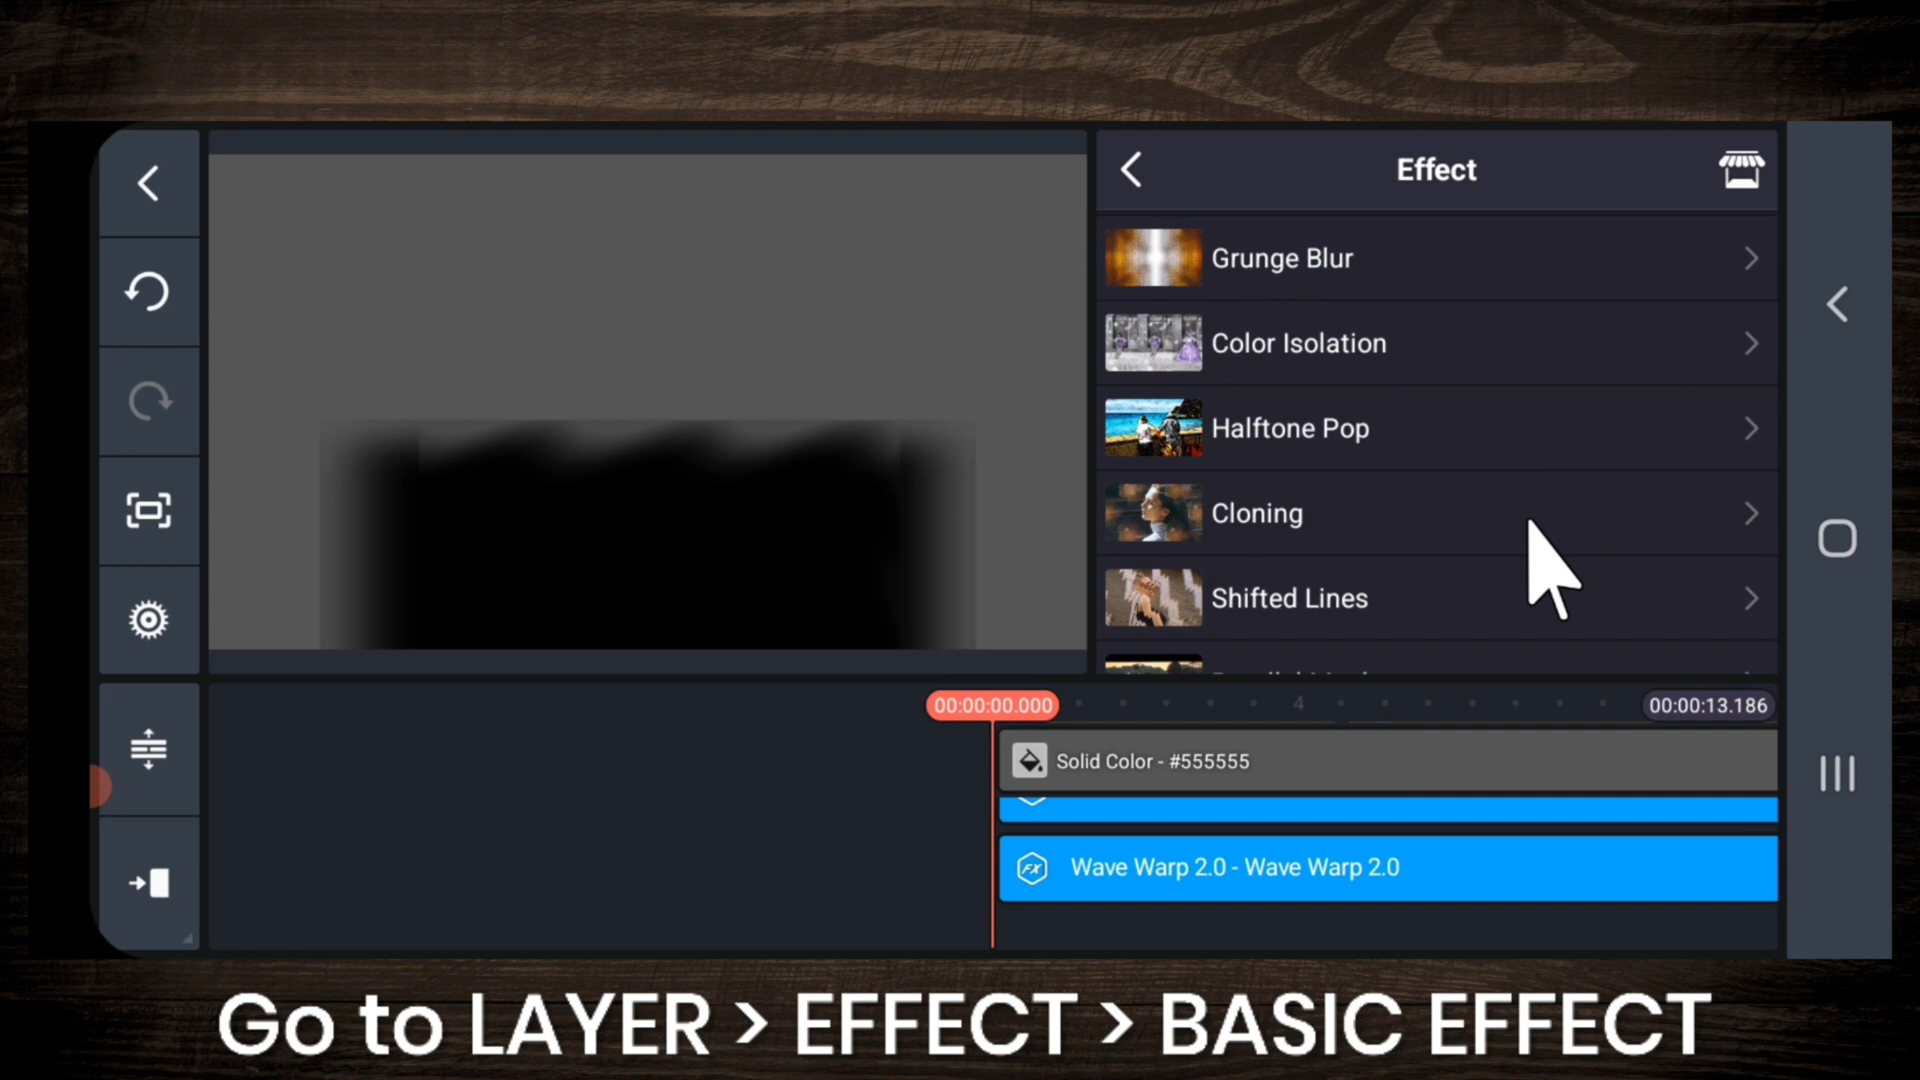 Effect
Grunge Blur
Color Isolation
Halftone Pop
Cloning
Shifted Lines
00:00:00.000
4
00:00:13.186
Solid Color - #555555
FX
Wave Warp 2.0 - Wave Warp 2.0
Go to LAYER > EFFECT > BASIC EFFECT